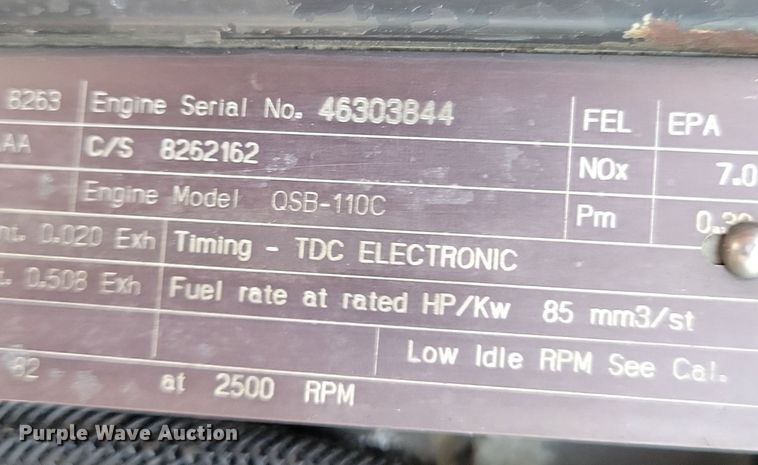 8263 Engine Serial No. 46303844 FEL EPA
AA C/S 8262162 NOx 7.0
Engine Model QSB-110C Pm
0.020 Exh Timing - TDC ELECTRONIC
0.508 Exh Fuel rate at rated HP/Kw 85 mm3/st
Low Idle RPM See Cal.
82 at 2500 RPM
Purple Wave Auction